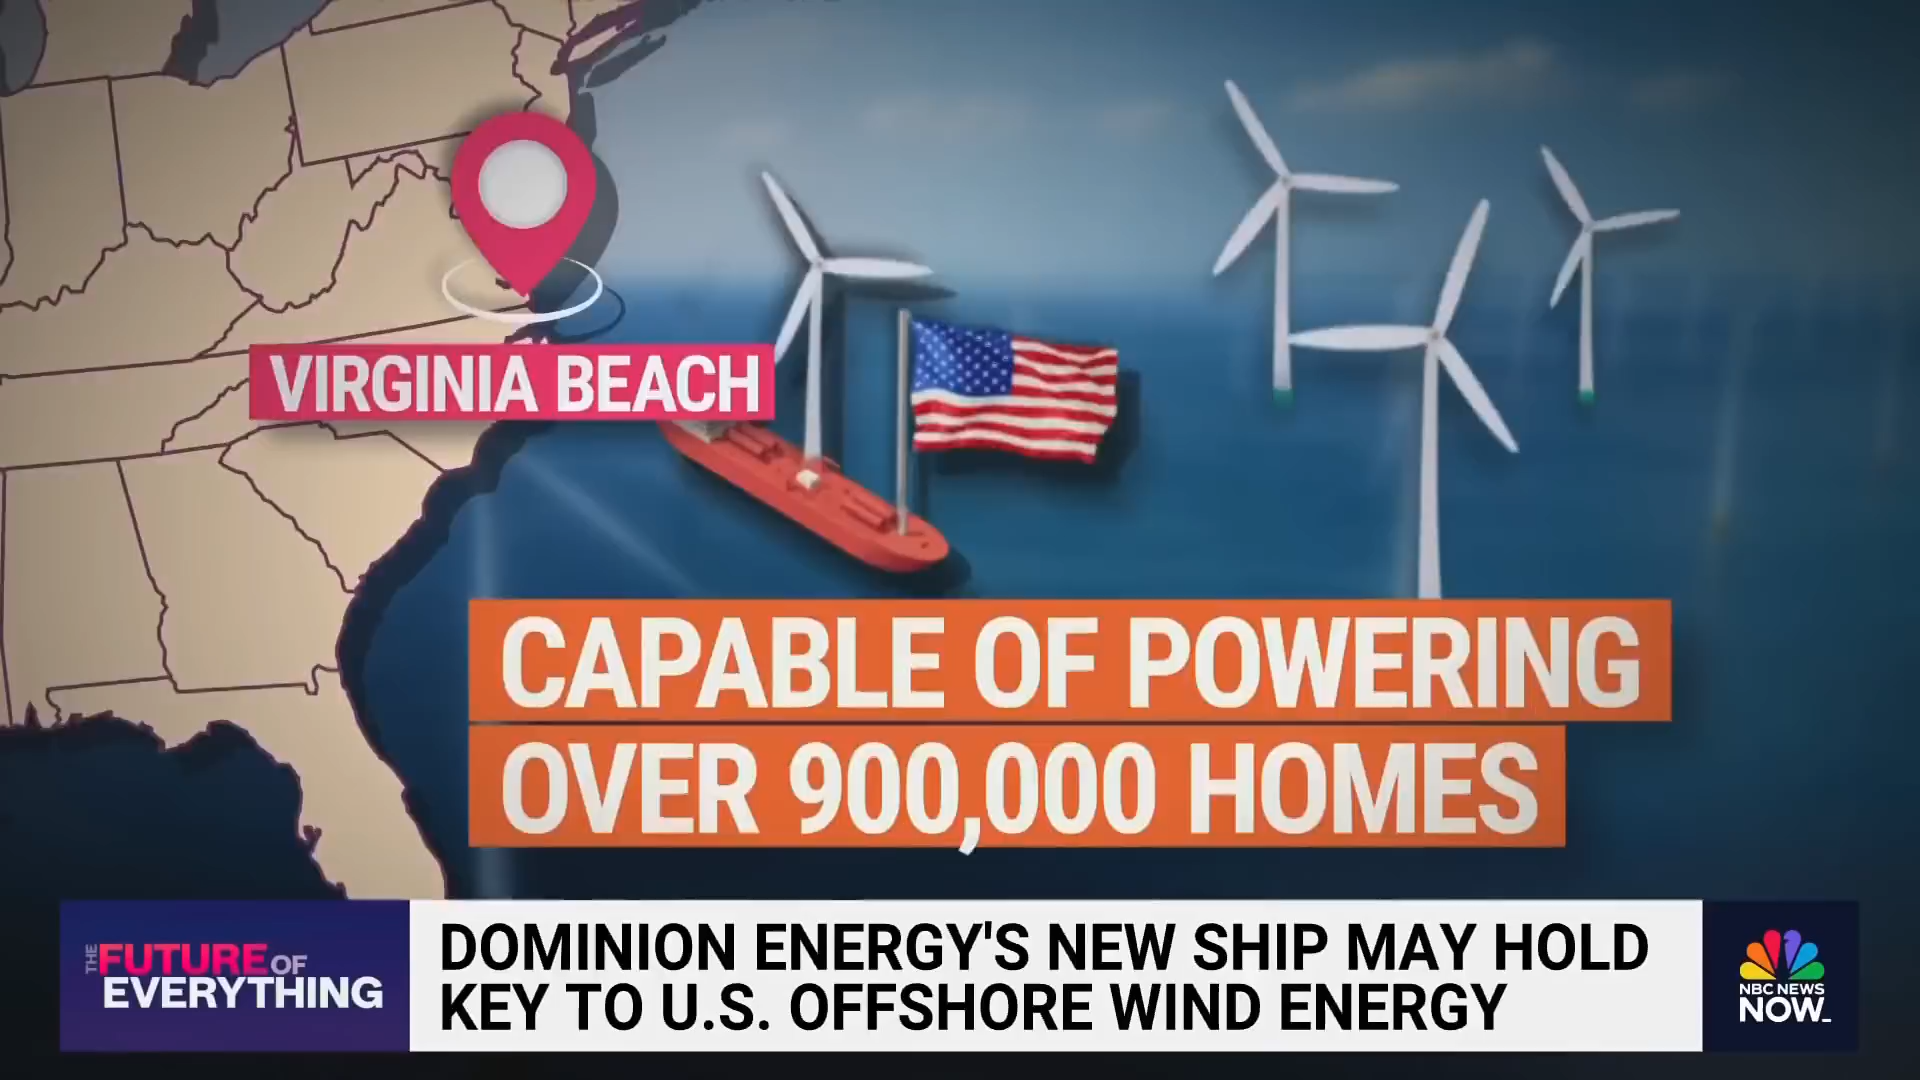 VIRGINIA BEACH
CAPABLE OF POWERING
OVER 900,000 HOMES
THE FUTURE OF
EVERYTHING
DOMINION ENERGY'S NEW SHIP MAY HOLD
KEY TO U.S. OFFSHORE WIND ENERGY
NBC NEWS
NOW_